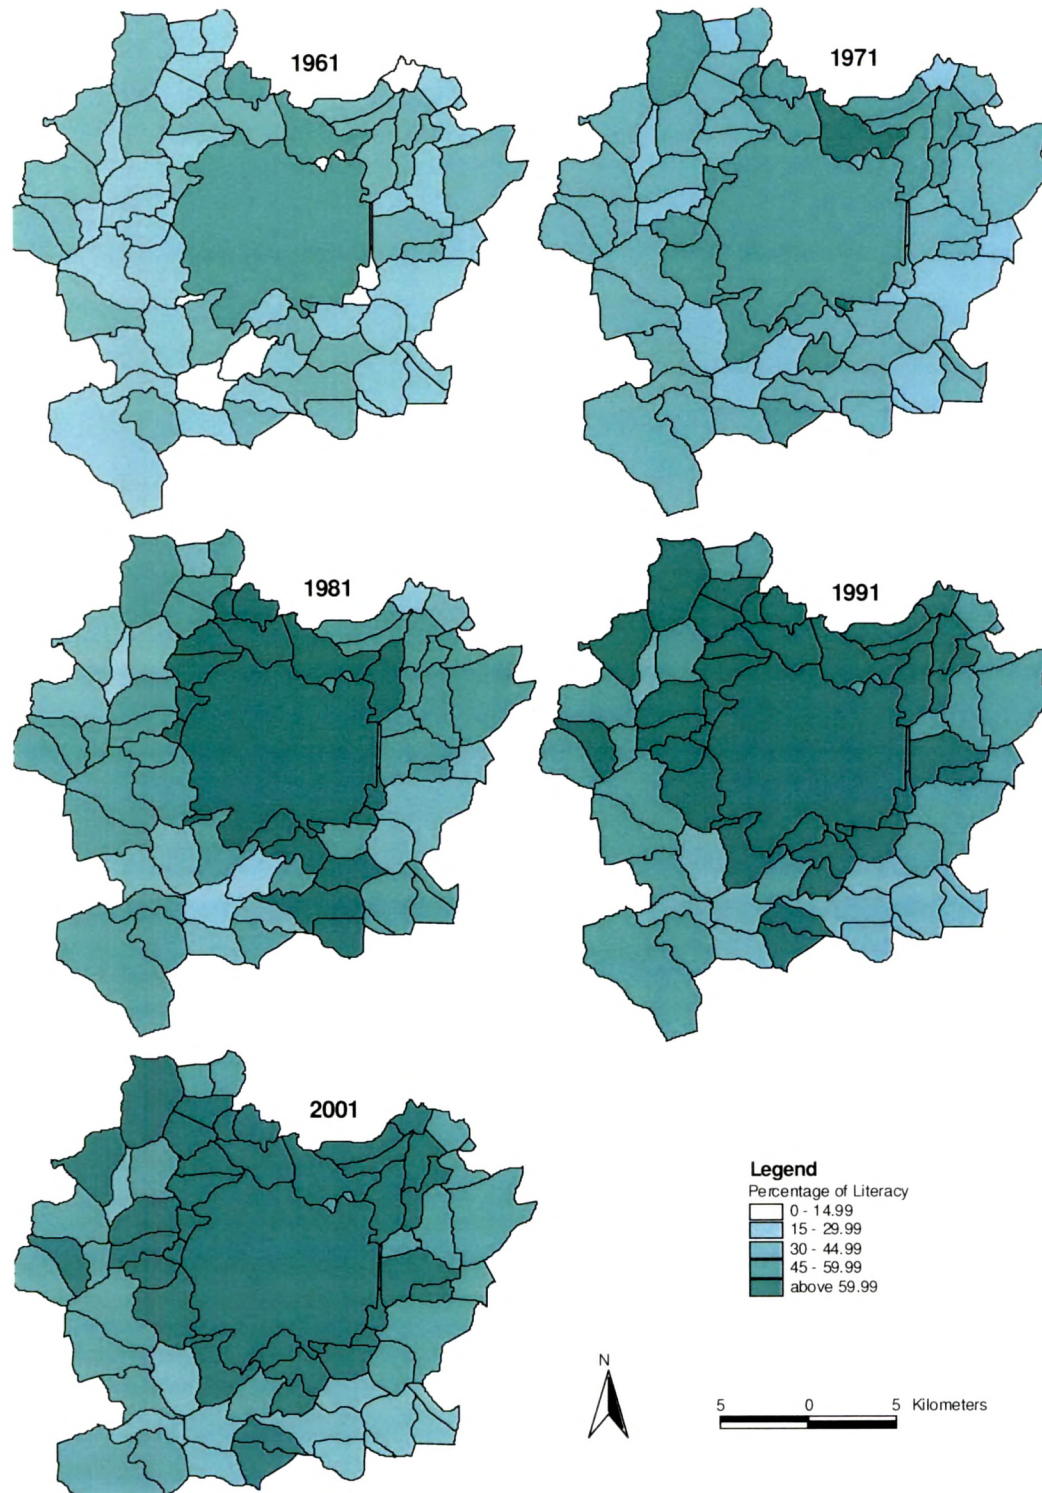 1961
1971
1981
1991
2001
Legend
Percentage of Literacy
0 - 14.99
15 - 29.99
30 - 44.99
45 - 59.99
above 59.99
N
5 0 5 Kilometers